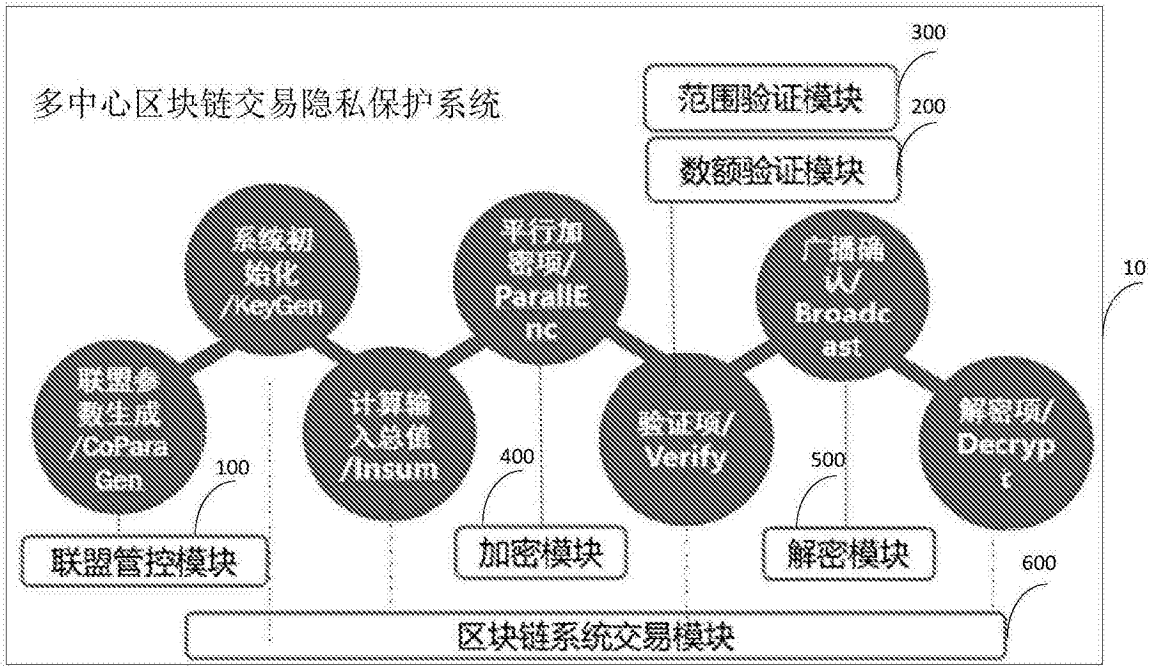 多中心区块链交易隐私保护系统
300
范围验证模块
200
数额验证模块
10
系统初
始化
/KeyGen
平行加
密项/
ParallE
nc
广播确
认/
Broadc
ast
联盟参
数生成
/CoPara
Gen
计算输
入总值
/Insum
验证项/
Verify
解密项/
Decryp
t
100
联盟管控模块
400
加密模块
500
解密模块
600
区块链系统交易模块